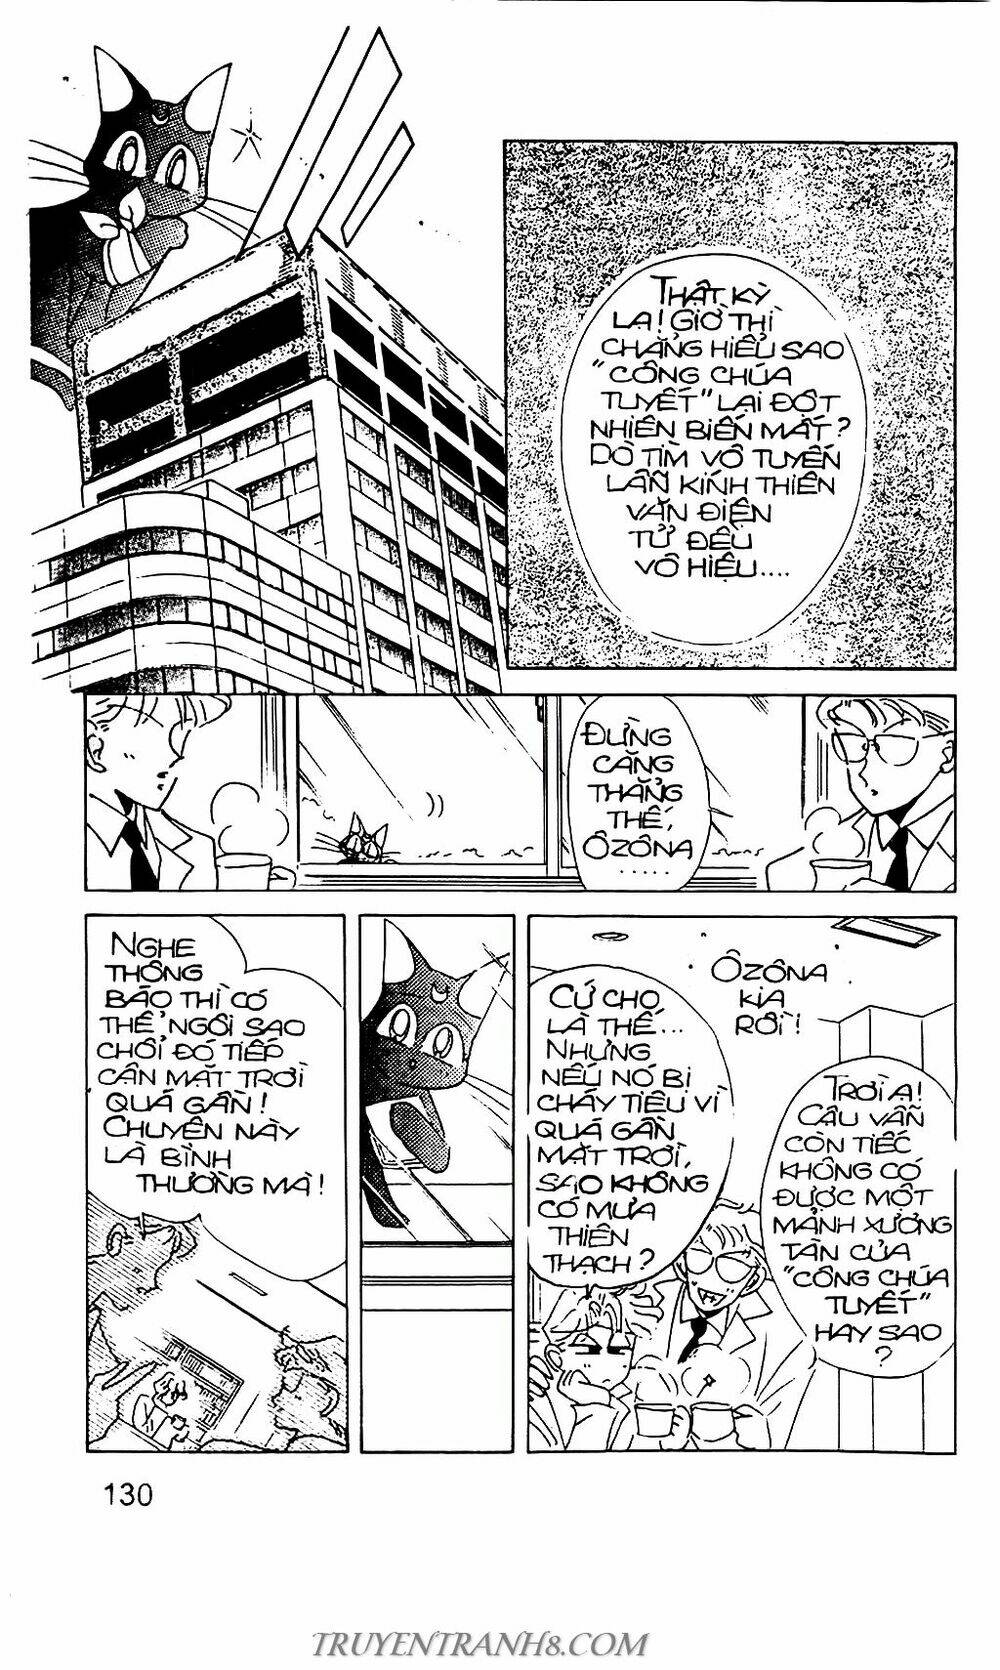 THẬT KỲ
LẠ! GIỜ THÌ
CHẲNG HIỂU SAO
"CÔNG CHÚA
TUYẾT" LẠI ĐỘT
NHIÊN BIẾN MẤT?
DÒ TÌM VÔ TUYẾN
LẪN KÍNH THIÊN
VĂN ĐIỆN
TỬ ĐỀU
VÔ HIỆU....
ĐỪNG
CĂNG
THẲNG
THẾ,
ÔZÔNA
.....
NGHE
THÔNG
BÁO THÌ CÓ
THỂ NGÔI SAO
CHỔI ĐÓ TIẾP
CẬN MẶT TRỜI
QUÁ GẦN!
CHUYỆN NÀY
LÀ BÌNH
THƯỜNG MÀ!
CỨ CHO
LÀ THẾ...
NHƯNG
NẾU NÓ BỊ
CHÁY TIÊU VÌ
QUÁ GẦN
MẶT TRỜI,
SAO KHÔNG
CÓ MƯA
THIÊN
THẠCH?
ÔZÔNA
KIA
RỒI!
TRỜI Ạ!
CẬU VẪN
CÒN TIẾC
KHÔNG CÓ
ĐƯỢC MỘT
MẢNH XƯƠNG
TÀN CỦA
"CÔNG CHÚA
TUYẾT"
HAY SAO
?
130
TRUYENTRANH8.COM